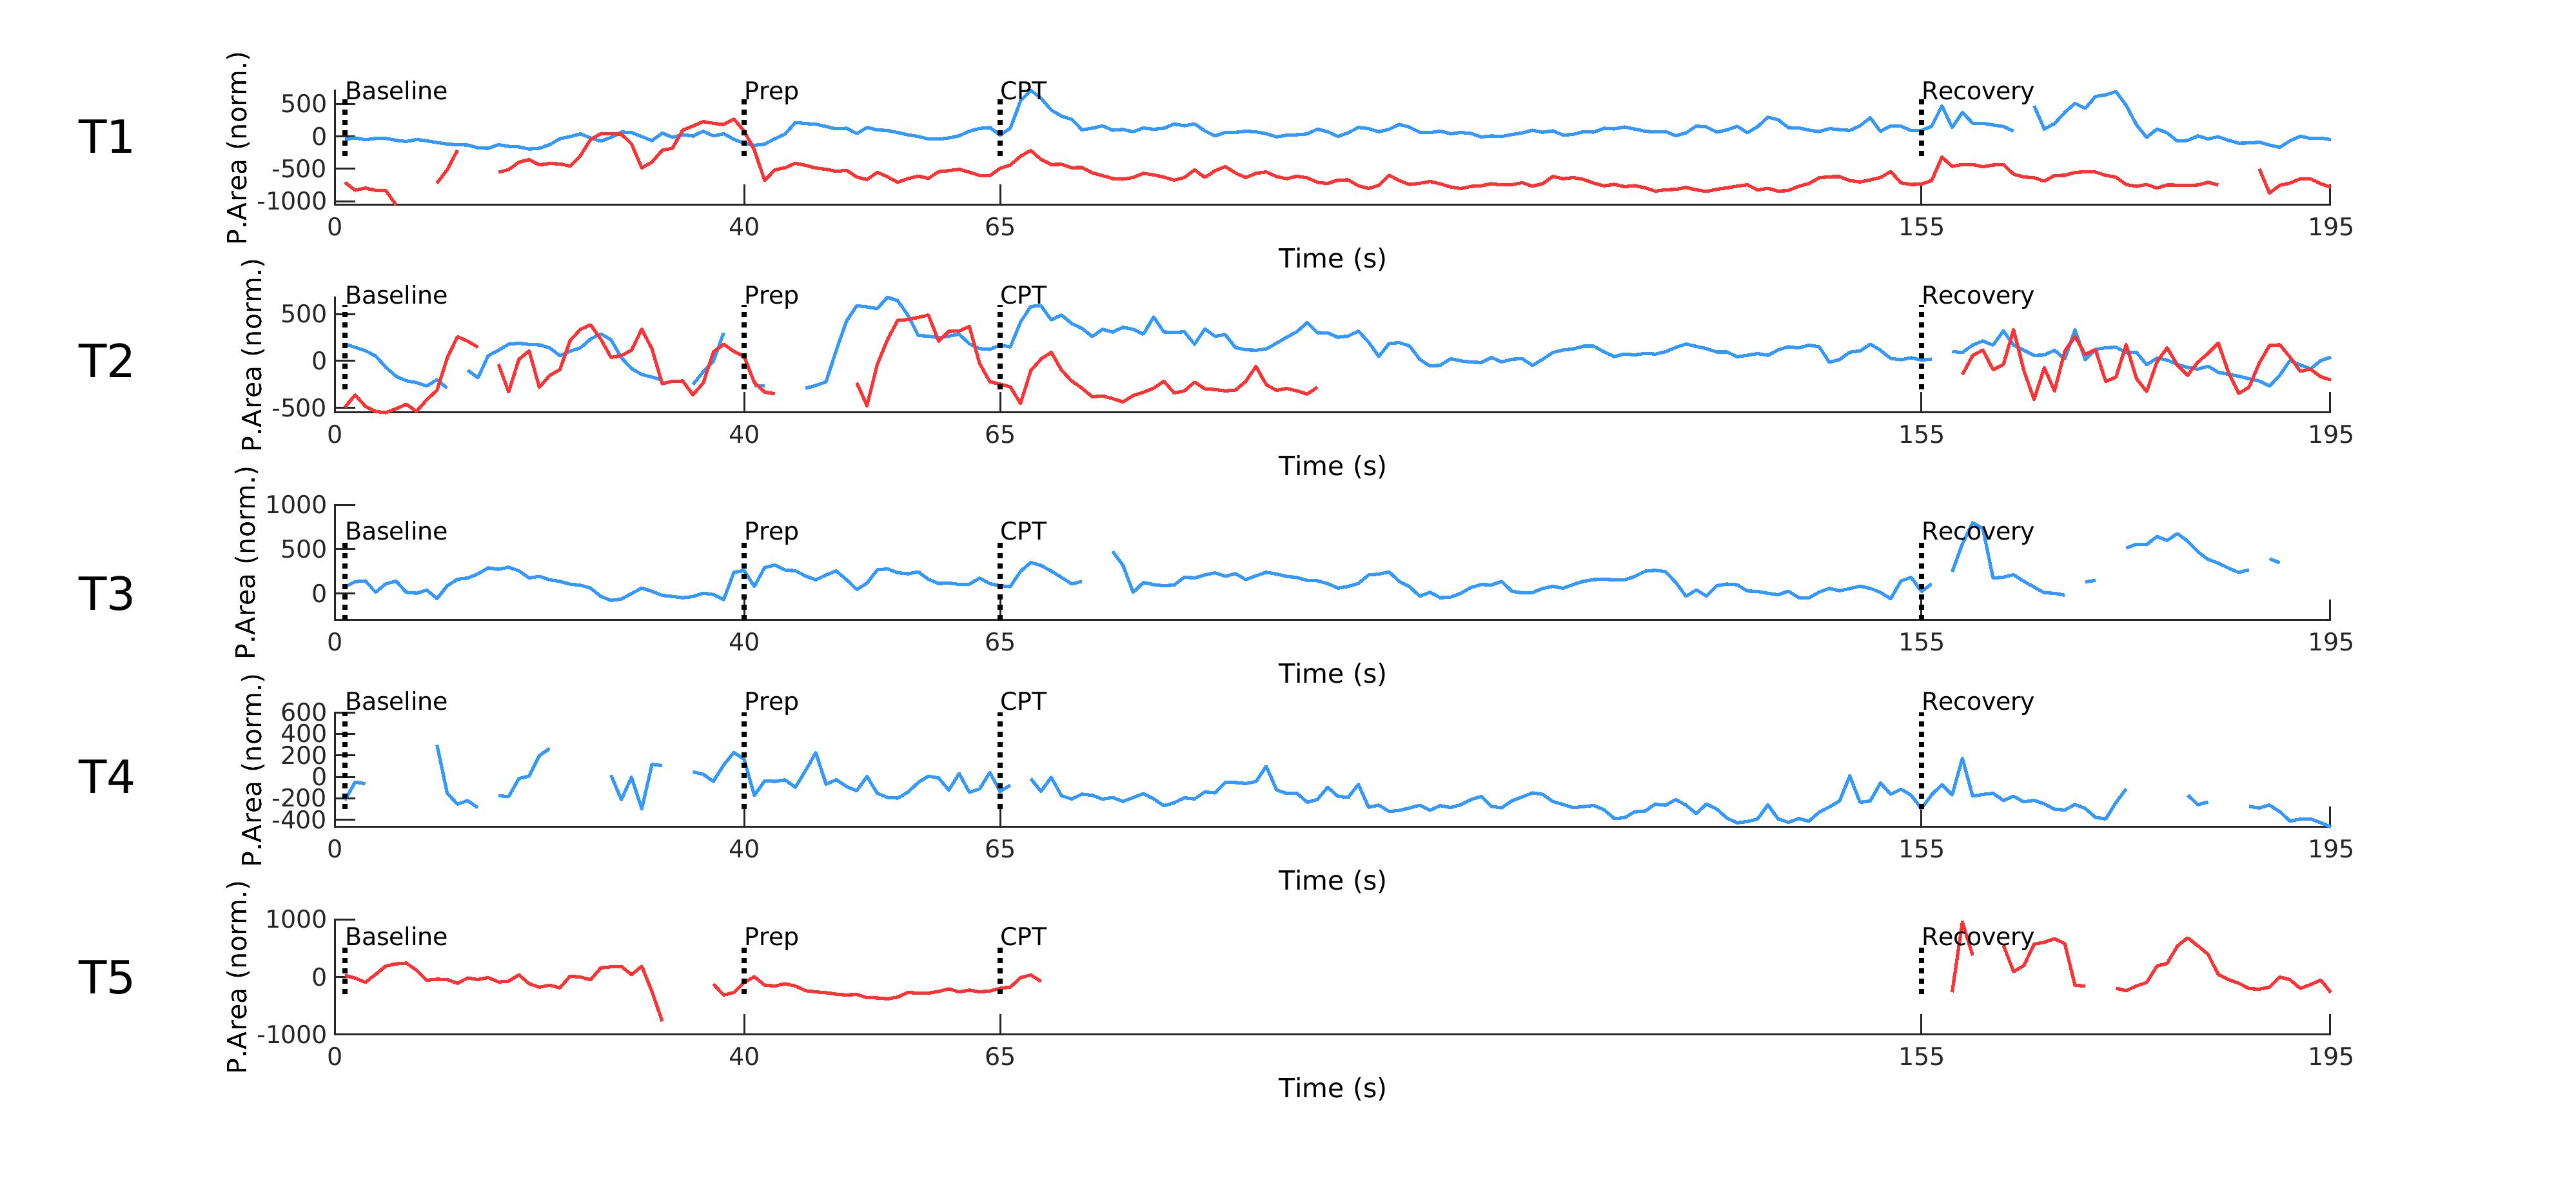 T1
P.Area (norm.)
500
0
-500
-1000
Baseline
Prep
CPT
Recovery
0
40
65
155
195
Time (s)
T2
P.Area (norm.)
500
0
-500
Baseline
Prep
CPT
Recovery
0
40
65
155
195
Time (s)
T3
P.Area (norm.)
1000
500
0
Baseline
Prep
CPT
Recovery
0
40
65
155
195
Time (s)
T4
P.Area (norm.)
600
400
200
0
-200
-400
Baseline
Prep
CPT
Recovery
0
40
65
155
195
Time (s)
T5
P.Area (norm.)
1000
0
-1000
Baseline
Prep
CPT
Recovery
0
40
65
155
195
Time (s)